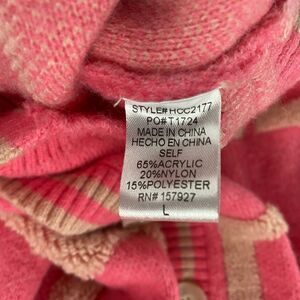 STYLE#HCC2177
PO#T1724
MADE IN CHINA
HECHO EN CHINA
SELF
65%ACRYLIC
20%NYLON
15%POLYESTER
RN# 157927
L